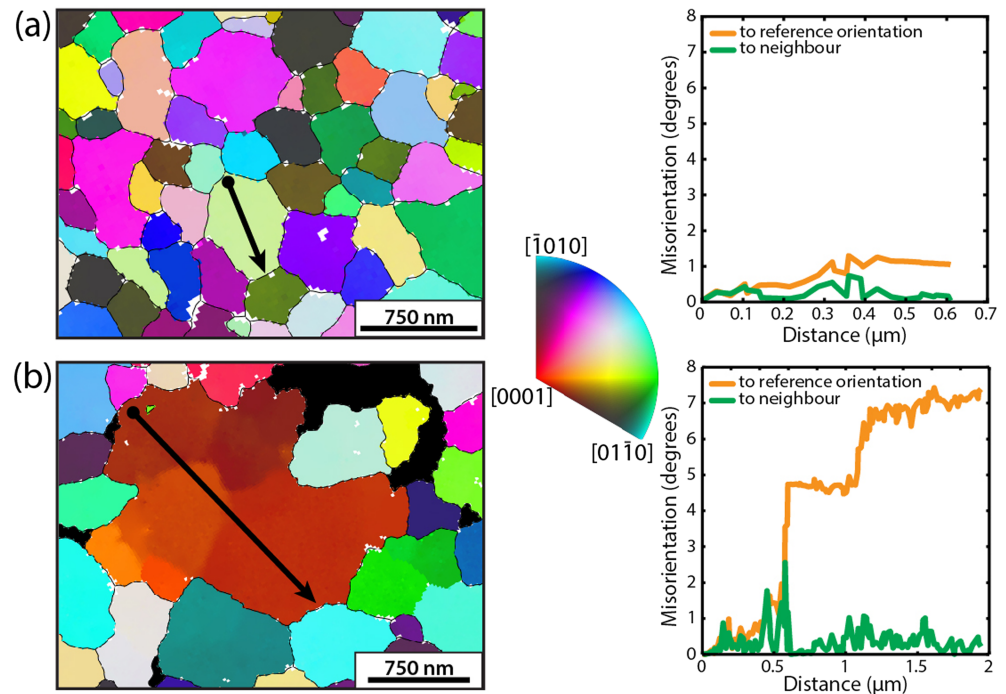 (a)
750 nm
8
7
6
5
4
3
2
1
0
Misorientation (degrees)
to reference orientation
to neighbour
0 0.1 0.2 0.3 0.4 0.5 0.6 0.7
Distance (µm)
[1̄010]
[0001]
[011̄0]
(b)
750 nm
8
7
6
5
4
3
2
1
0
Misorientation (degrees)
to reference orientation
to neighbour
0 0.5 1 1.5 2
Distance (µm)